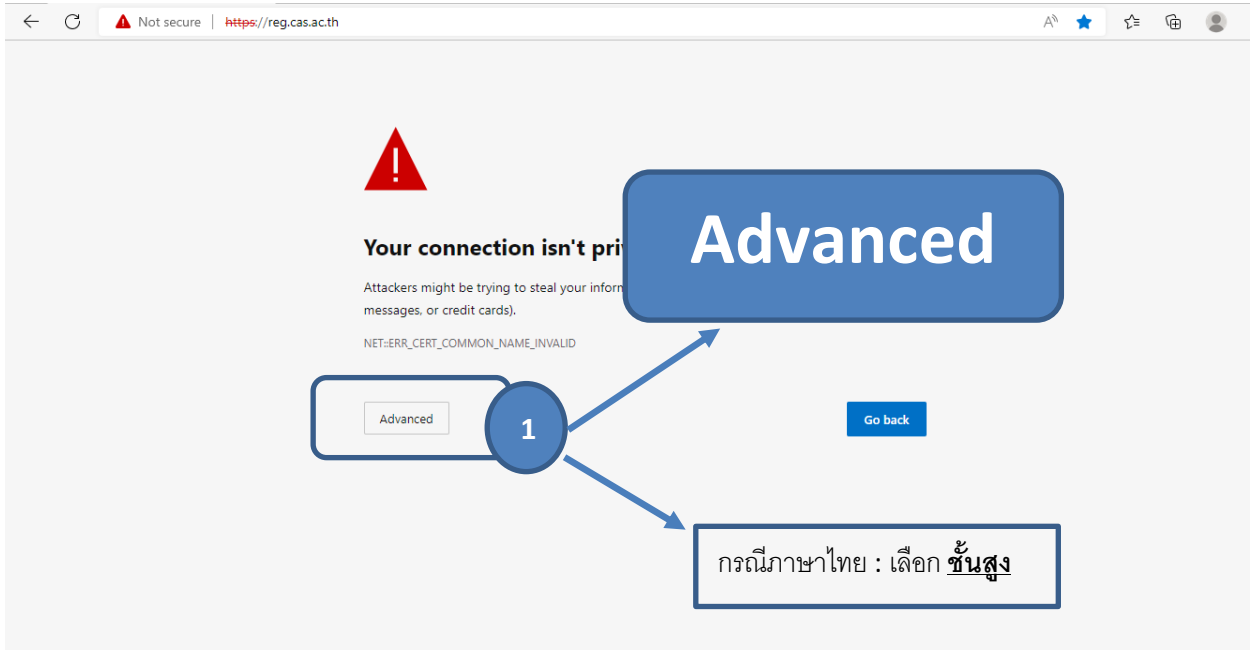 Not secure
https://reg.cas.ac.th
Advanced
Your connection isn't pri
Attackers might be trying to steal your inforn
messages, or credit cards).
NET::ERR_CERT_COMMON_NAME_INVALID
Advanced
1
Go back
กรณีภาษาไทย : เลือก ชั้นสูง